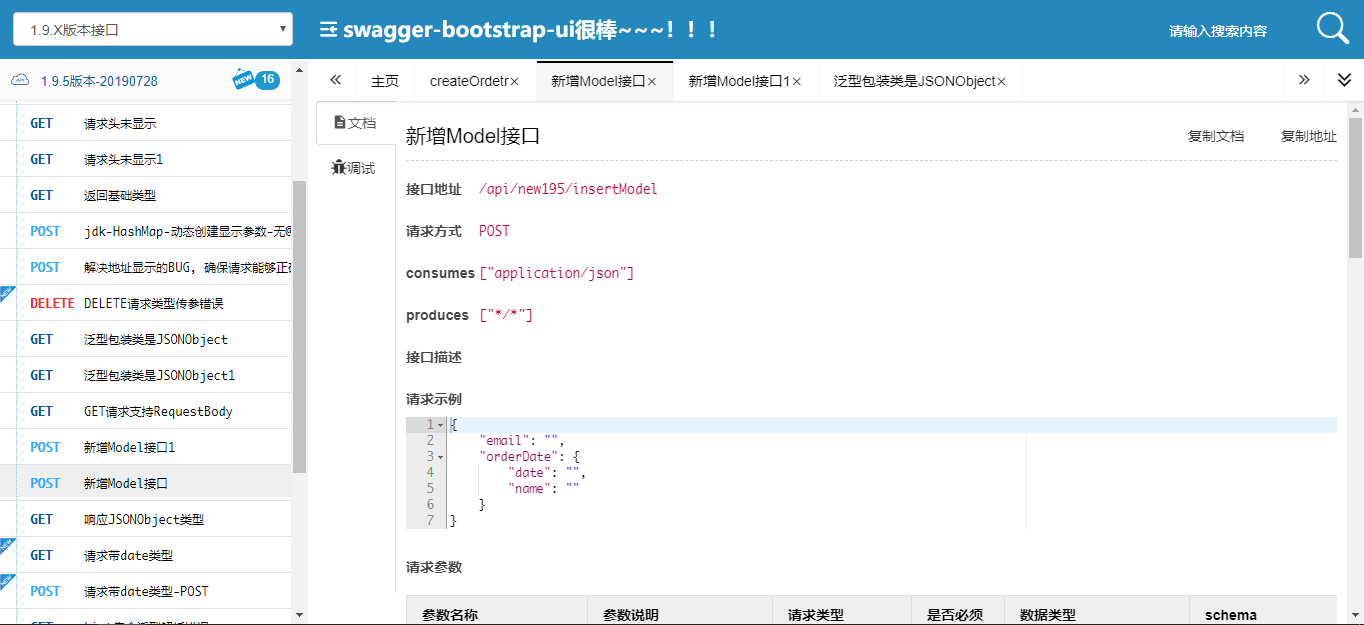 1.9.X版本接口
swagger-bootstrap-ui很棒~~~！！！
请输入搜索内容
1.9.5版本-20190728
NEW
16
主页
createOrdetr×
新增Model接口×
新增Model接口1×
泛型包装类是JSONObject×
GET 请求头未显示
GET 请求头未显示1
GET 返回基础类型
POST jdk-HashMap-动态创建显示参数-无@
POST 解决地址显示的BUG, 确保请求能够正确
NEW
DELETE DELETE请求类型传参错误
GET 泛型包装类是JSONObject
GET 泛型包装类是JSONObject1
GET GET请求支持RequestBody
POST 新增Model接口1
POST 新增Model接口
GET 响应JSONObject类型
NEW
GET 请求带date类型
NEW
POST 请求带date类型-POST
GET
文档
调试
新增Model接口
复制文档
复制地址
接口地址 /api/new195/insertModel
请求方式 POST
consumes ["application/json"]
produces ["*/*"]
接口描述
请求示例
1 {
2 "email": "",
3 "orderDate": {
4 "date": "",
5 "name": ""
6 }
7 }
请求参数
参数名称 参数说明 请求类型 是否必须 数据类型 schema